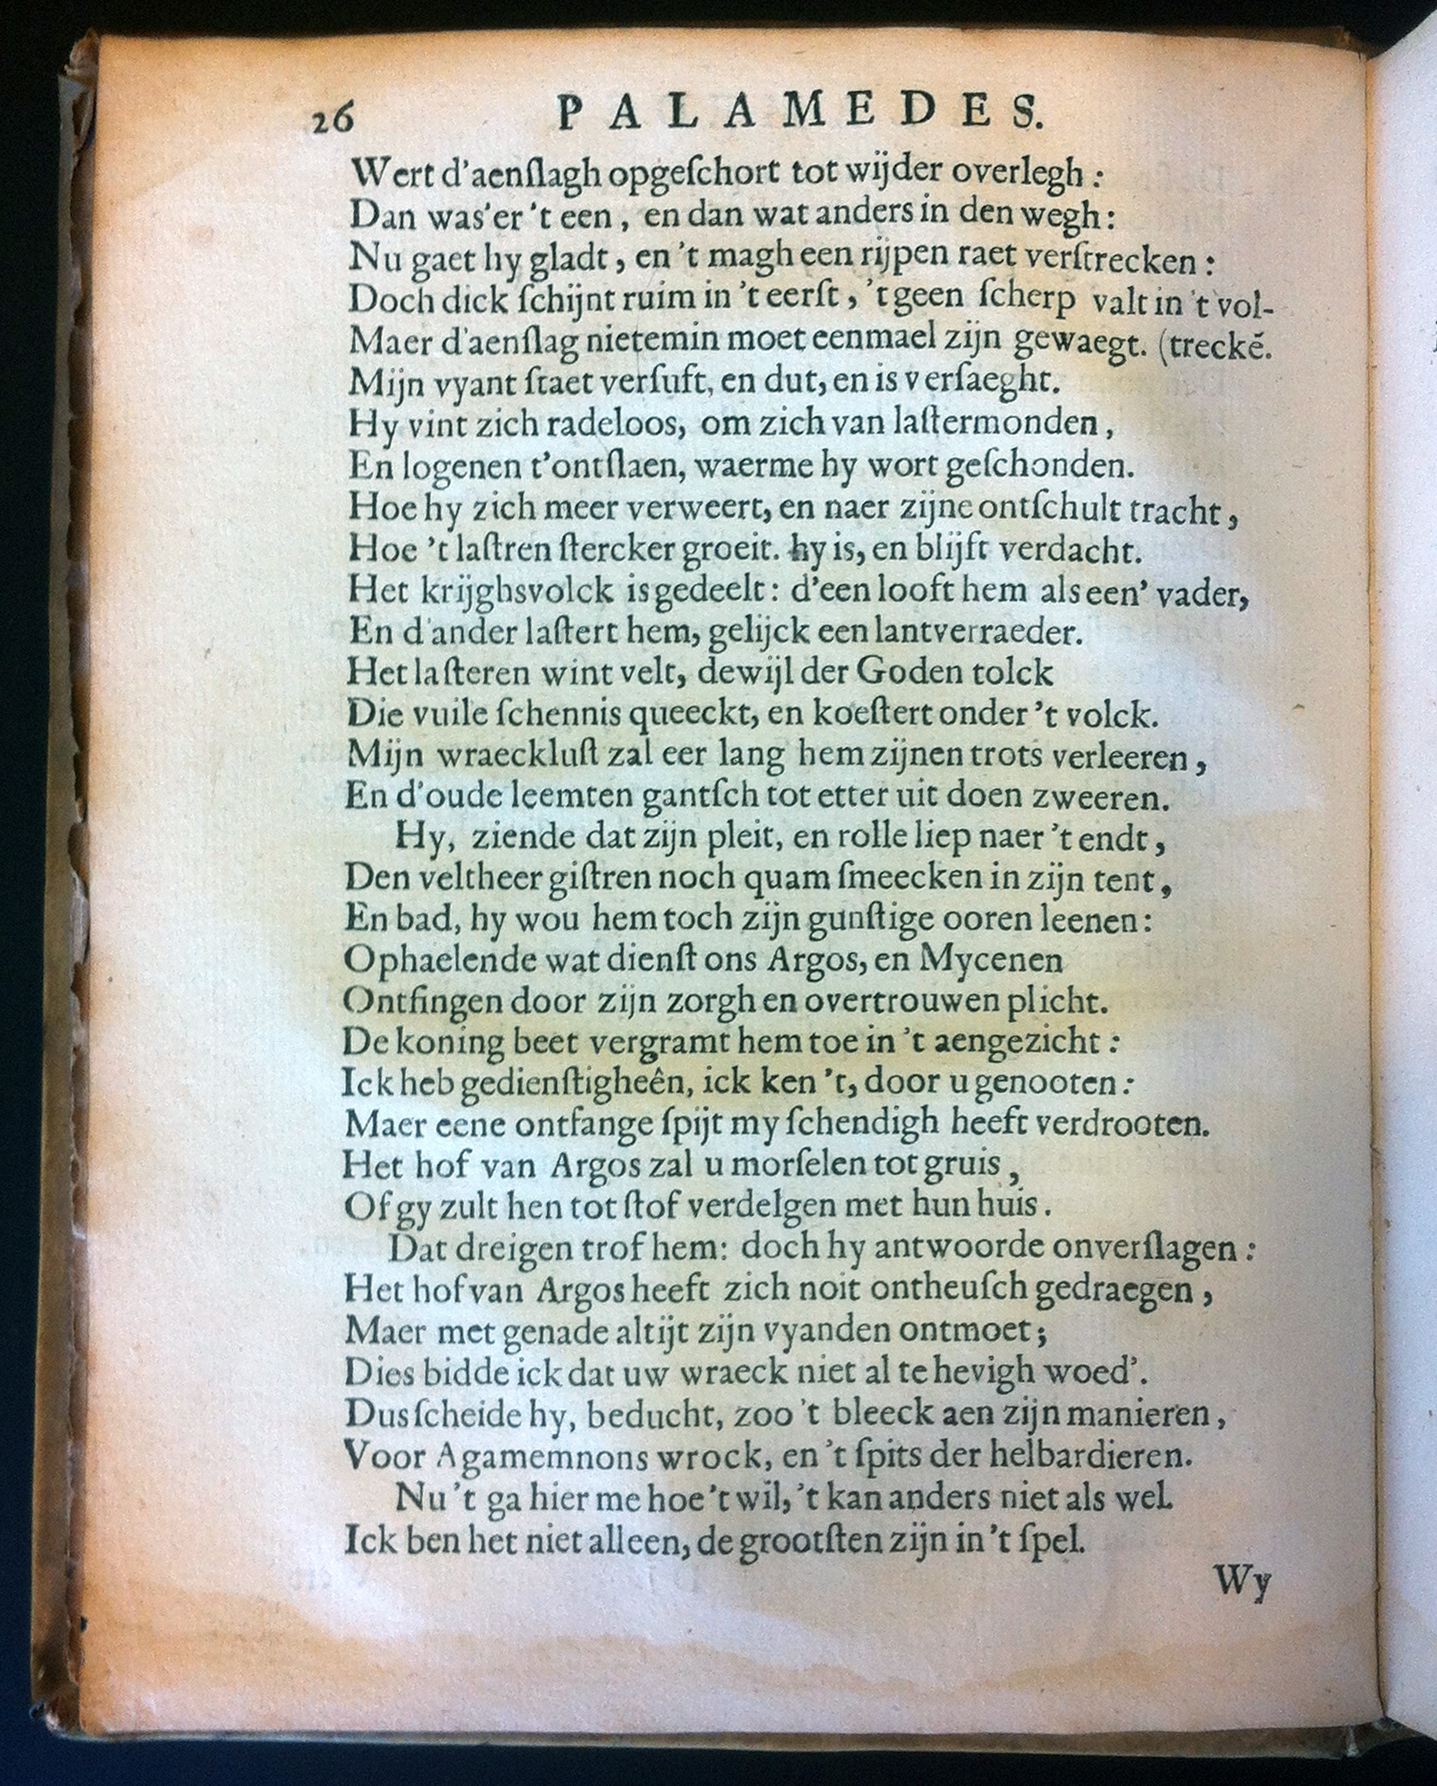 26 PALAMEDES.
Wert d'aenſlagh opgeſchort tot wijder overlegh:
Dan was'er 't een, en dan wat anders in den wegh:
Nu gaet hy gladt, en 't magh een rijpen raet verſtrecken:
Doch dick ſchijnt ruim in 't eerſt, 't geen ſcherp valt in 't vol-
Maer d'aenſlag nietemin moet eenmael zijn gewaegt. (treckē.
Mijn vyant ſtaet verſuft, en dut, en is verſaeght.
Hy vint zich radeloos, om zich van laſtermonden,
En logenen t'ontſlaen, waerme hy wort geſchonden.
Hoe hy zich meer verweert, en naer zijne ontſchult tracht,
Hoe 't laſtren ſtercker groeit. hy is, en blijft verdacht.
Het krijghsvolck is gedeelt: d'een looft hem als een' vader,
En d'ander laſtert hem, gelijck een lantverraeder.
Het laſteren wint velt, dewijl der Goden tolck
Die vuile ſchennis queeckt, en koeſtert onder 't volck.
Mijn wraeckluſt zal eer lang hem zijnen trots verleeren,
En d'oude leemten gantſch tot etter uit doen zweeren.
Hy, ziende dat zijn pleit, en rolle liep naer 't endt,
Den veltheer giſtren noch quam ſmeecken in zijn tent,
En bad, hy wou hem toch zijn gunſtige ooren leenen:
Ophaelende wat dienſt ons Argos, en Mycenen
Ontfingen door zijn zorgh en overtrouwen plicht.
De koning beet vergramt hem toe in 't aengezicht:
Ick heb gedienſtigheên, ick ken 't, door u genooten:
Maer eene ontfange ſpijt my ſchendigh heeft verdrooten.
Het hof van Argos zal u morſelen tot gruis,
Of gy zult hen tot ſtof verdelgen met hun huis.
Dat dreigen trof hem: doch hy antwoorde onverſlagen:
Het hof van Argos heeft zich noit ontheuſch gedraegen,
Maer met genade altijt zijn vyanden ontmoet;
Dies bidde ick dat uw wraeck niet al te hevigh woed'.
Dus ſcheide hy, beducht, zoo 't bleeck aen zijn manieren,
Voor Agamemnons wrock, en 't ſpits der helbardieren.
Nu 't ga hier me hoe 't wil, 't kan anders niet als wel.
Ick ben het niet alleen, de grootſten zijn in 't ſpel.
Wy